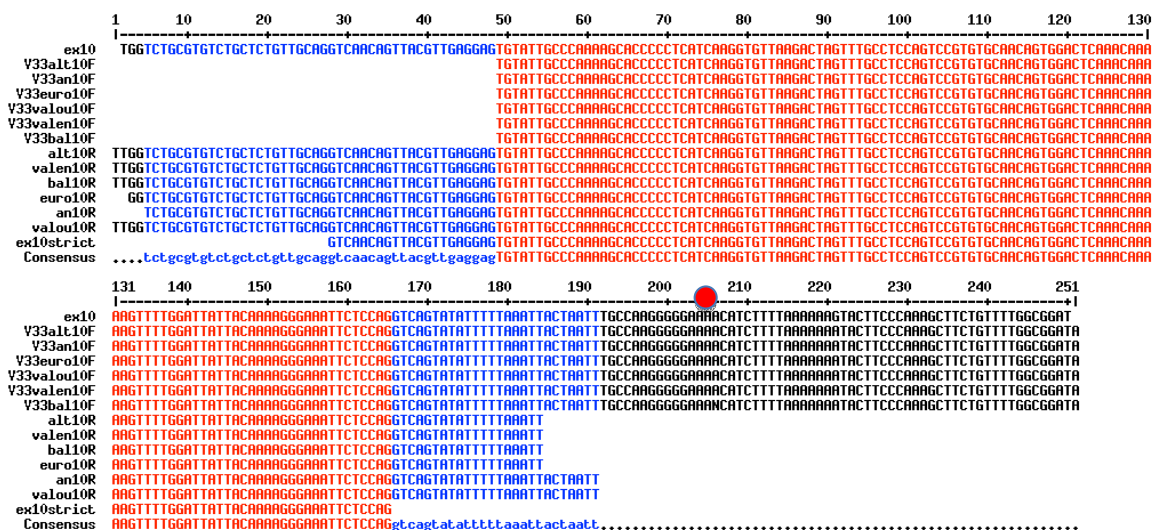 1 10 20 30 40 50 60 70 80 90 100 110 120 130
ex10 TGGTCTGCGTGTCTGCTCTGTTGCAGGTCAACAGTTACGTTGAGGAGTGTATTGCCCAAAAGCACCCCCTCATCAAGGTGTTAAGACTAGTTTGCCTCCAGTCCGTGTGCAACAGTGGACTCAAACAAA
V33alt10F TGTATTGCCCAAAAGCACCCCCTCATCAAGGTGTTAAGACTAGTTTGCCTCCAGTCCGTGTGCAACAGTGGACTCAAACAAA
V33an10F TGTATTGCCCAAAAGCACCCCCTCATCAAGGTGTTAAGACTAGTTTGCCTCCAGTCCGTGTGCAACAGTGGACTCAAACAAA
V33euro10F TGTATTGCCCAAAAGCACCCCCTCATCAAGGTGTTAAGACTAGTTTGCCTCCAGTCCGTGTGCAACAGTGGACTCAAACAAA
V33valou10F TGTATTGCCCAAAAGCACCCCCTCATCAAGGTGTTAAGACTAGTTTGCCTCCAGTCCGTGTGCAACAGTGGACTCAAACAAA
V33valen10F TGTATTGCCCAAAAGCACCCCCTCATCAAGGTGTTAAGACTAGTTTGCCTCCAGTCCGTGTGCAACAGTGGACTCAAACAAA
V33bal10F TGTATTGCCCAAAAGCACCCCCTCATCAAGGTGTTAAGACTAGTTTGCCTCCAGTCCGTGTGCAACAGTGGACTCAAACAAA
alt10R TTGGTCTGCGTGTCTGCTCTGTTGCAGGTCAACAGTTACGTTGAGGAGTGTATTGCCCAAAAGCACCCCCTCATCAAGGTGTTAAGACTAGTTTGCCTCCAGTCCGTGTGCAACAGTGGACTCAAACAAA
valen10R TTGGTCTGCGTGTCTGCTCTGTTGCAGGTCAACAGTTACGTTGAGGAGTGTATTGCCCAAAAGCACCCCCTCATCAAGGTGTTAAGACTAGTTTGCCTCCAGTCCGTGTGCAACAGTGGACTCAAACAAA
bal10R TTGGTCTGCGTGTCTGCTCTGTTGCAGGTCAACAGTTACGTTGAGGAGTGTATTGCCCAAAAGCACCCCCTCATCAAGGTGTTAAGACTAGTTTGCCTCCAGTCCGTGTGCAACAGTGGACTCAAACAAA
euro10R GGTCTGCGTGTCTGCTCTGTTGCAGGTCAACAGTTACGTTGAGGAGTGTATTGCCCAAAAGCACCCCCTCATCAAGGTGTTAAGACTAGTTTGCCTCCAGTCCGTGTGCAACAGTGGACTCAAACAAA
an10R TCTGCGTGTCTGCTCTGTTGCAGGTCAACAGTTACGTTGAGGAGTGTATTGCCCAAAAGCACCCCCTCATCAAGGTGTTAAGACTAGTTTGCCTCCAGTCCGTGTGCAACAGTGGACTCAAACAAA
valou10R TTGGTCTGCGTGTCTGCTCTGTTGCAGGTCAACAGTTACGTTGAGGAGTGTATTGCCCAAAAGCACCCCCTCATCAAGGTGTTAAGACTAGTTTGCCTCCAGTCCGTGTGCAACAGTGGACTCAAACAAA
ex10strict GTCAACAGTTACGTTGAGGAGTGTATTGCCCAAAAGCACCCCCTCATCAAGGTGTTAAGACTAGTTTGCCTCCAGTCCGTGTGCAACAGTGGACTCAAACAAA
Consensus ....tctgcgtgtctgctctgttgcaggtcaacagttacgttgaggagTGTATTGCCCAAAAGCACCCCCTCATCAAGGTGTTAAGACTAGTTTGCCTCCAGTCCGTGTGCAACAGTGGACTCAAACAAA
131 140 150 160 170 180 190 200 210 220 230 240 251
ex10 AAGTTTTGGATTATTACAAAAGGGAAATTCTCCAGGTCAGTATATTTTTAAATTACTAATTTGCCAAGGGGGAAAACATCTTTTAAAAAAGTACTTCCCAAAGCTTCTGTTTTGGCGGAT
V33alt10F AAGTTTTGGATTATTACAAAAGGGAAATTCTCCAGGTCAGTATATTTTTAAATTACTAATTTGCCAAGGGGGAAAACATCTTTTAAAAAAATACTTCCCAAAGCTTCTGTTTTGGCGGATA
V33an10F AAGTTTTGGATTATTACAAAAGGGAAATTCTCCAGGTCAGTATATTTTTAAATTACTAATTTGCCAAGGGGGAAAACATCTTTTAAAAAAATACTTCCCAAAGCTTCTGTTTTGGCGGATA
V33euro10F AAGTTTTGGATTATTACAAAAGGGAAATTCTCCAGGTCAGTATATTTTTAAATTACTAATTTGCCAAGGGGGAAAACATCTTTTAAAAAAATACTTCCCAAAGCTTCTGTTTTGGCGGATA
V33valou10F AAGTTTTGGATTATTACAAAAGGGAAATTCTCCAGGTCAGTATATTTTTAAATTACTAATTTGCCAAGGGGGAAAACATCTTTTAAAAAAATACTTCCCAAAGCTTCTGTTTTGGCGGATA
V33valen10F AAGTTTTGGATTATTACAAAAGGGAAATTCTCCAGGTCAGTATATTTTTAAATTACTAATTTGCCAAGGGGGAAAACATCTTTTAAAAAAATACTTCCCAAAGCTTCTGTTTTGGCGGATA
V33bal10F AAGTTTTGGATTATTACAAAAGGGAAATTCTCCAGGTCAGTATATTTTTAAATTACTAATTTGCCAAGGGGGAAANCATCTTTTAAAAAAATACTTCCCAAAGCTTCTGTTTTGGCGGATA
alt10R AAGTTTTGGATTATTACAAAAGGGAAATTCTCCAGGTCAGTATATTTTTAAATT
valen10R AAGTTTTGGATTATTACAAAAGGGAAATTCTCCAGGTCAGTATATTTTTAAATT
bal10R AAGTTTTGGATTATTACAAAAGGGAAATTCTCCAGGTCAGTATATTTTTAAATT
euro10R AAGTTTTGGATTATTACAAAAGGGAAATTCTCCAGGTCAGTATATTTTTAAATT
an10R AAGTTTTGGATTATTACAAAAGGGAAATTCTCCAGGTCAGTATATTTTTAAATTACTAATT
valou10R AAGTTTTGGATTATTACAAAAGGGAAATTCTCCAGGTCAGTATATTTTTAAATTACTAATT
ex10strict AAGTTTTGGATTATTACAAAAGGGAAATTCTCCAG
Consensus AAGTTTTGGATTATTACAAAAGGGAAATTCTCCAGgtcagtatatttttaaattactaatt............................................................